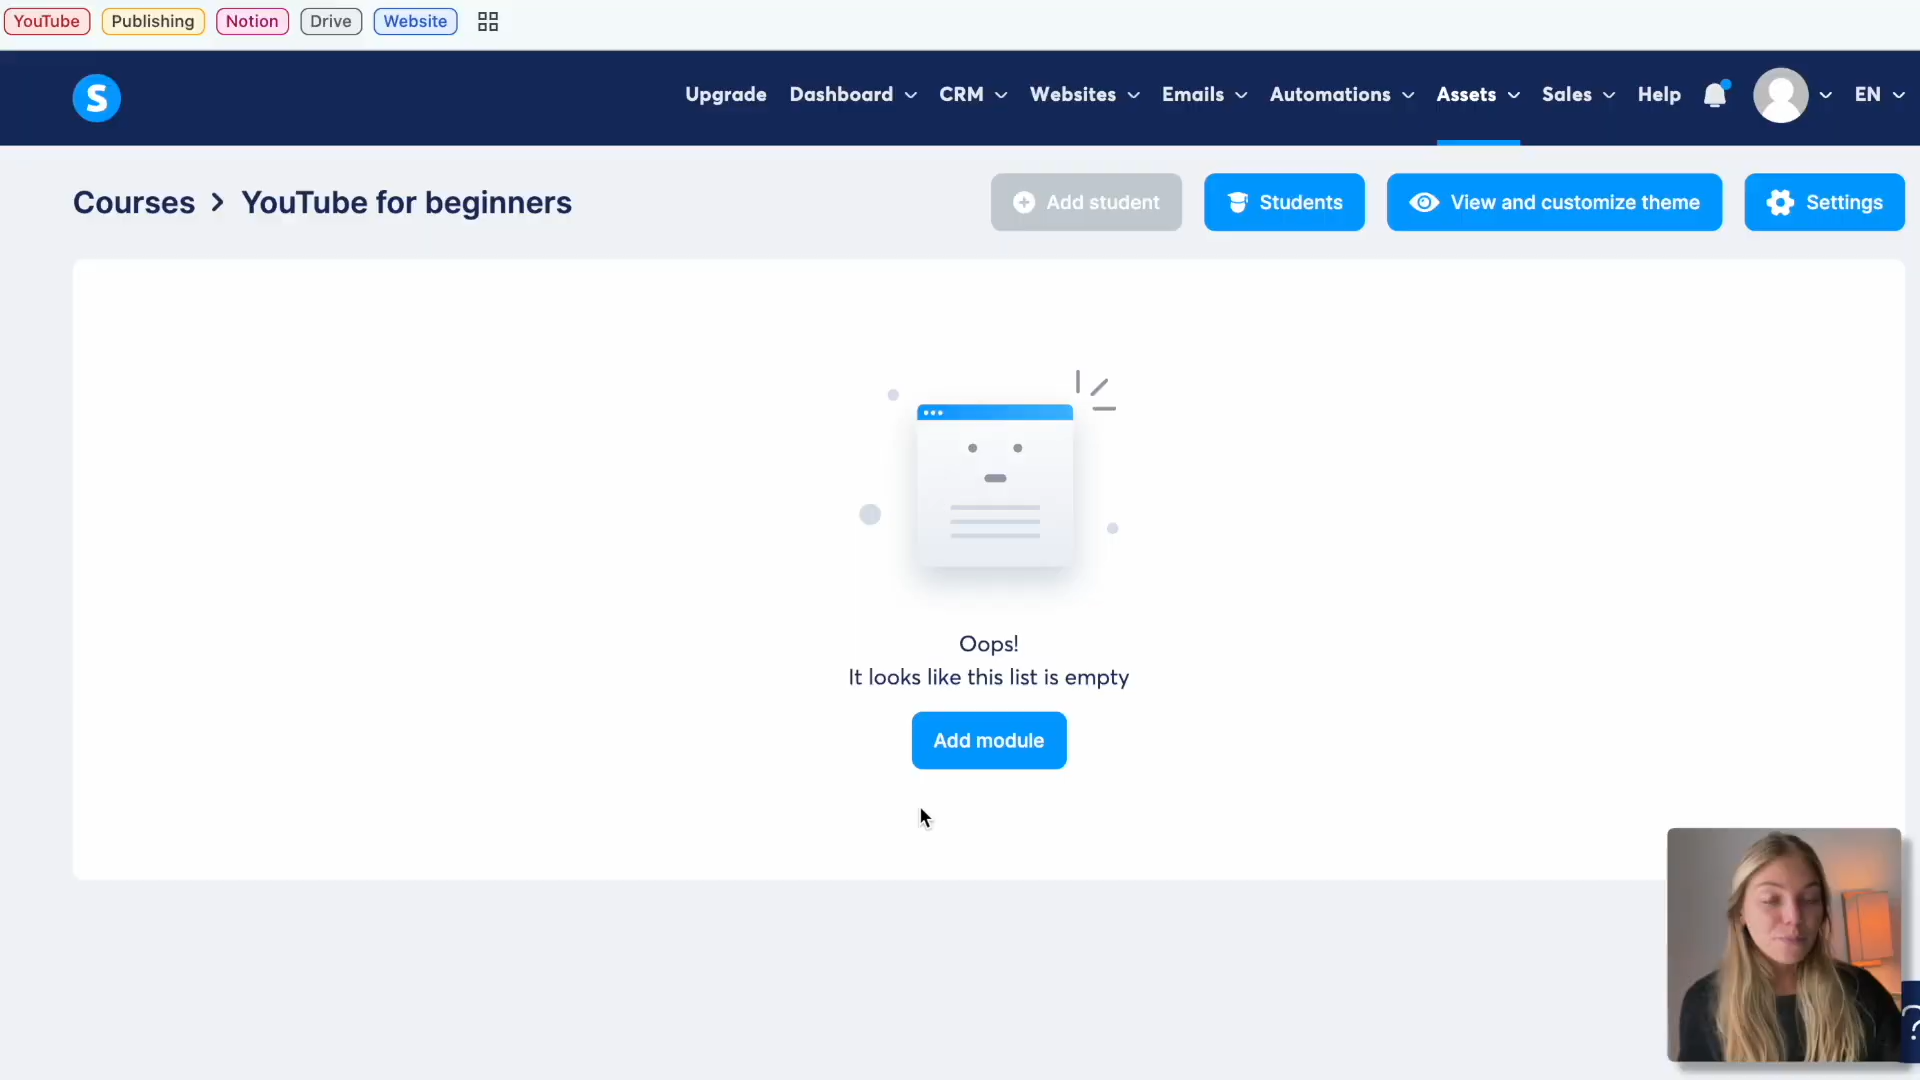 YouTube Publishing Notion Drive Website
S Upgrade Dashboard CRM Websites Emails Automations Assets Sales Help EN
Courses > YouTube for beginners Add student Students View and customize theme Settings
Oops!
It looks like this list is empty
Add module
?